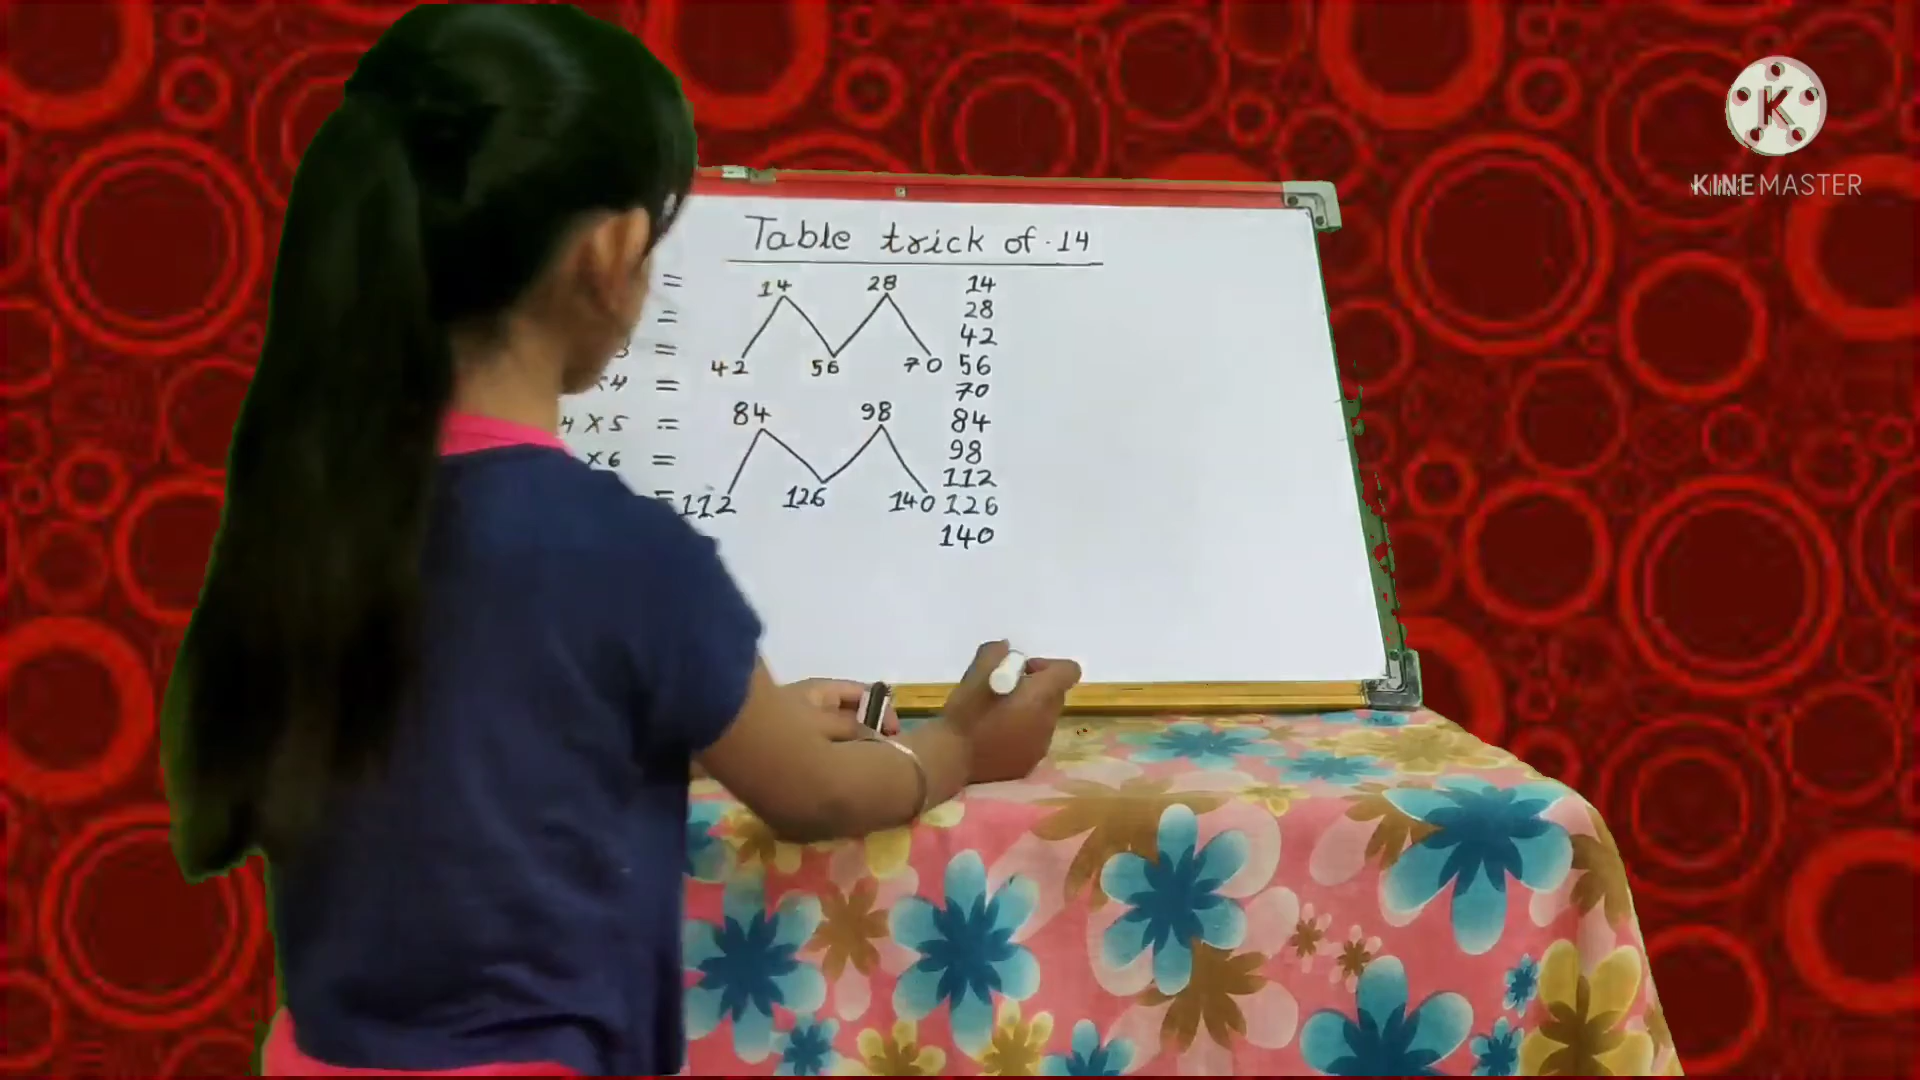 Table trick of 14
= 14 28 14
= 28
3 = 42
42 56 70 56
×4 =
70
84 98 84
4 × 5 =
× 6 = 98
112
= 112 126 140 126
140
K
KINEMASTER